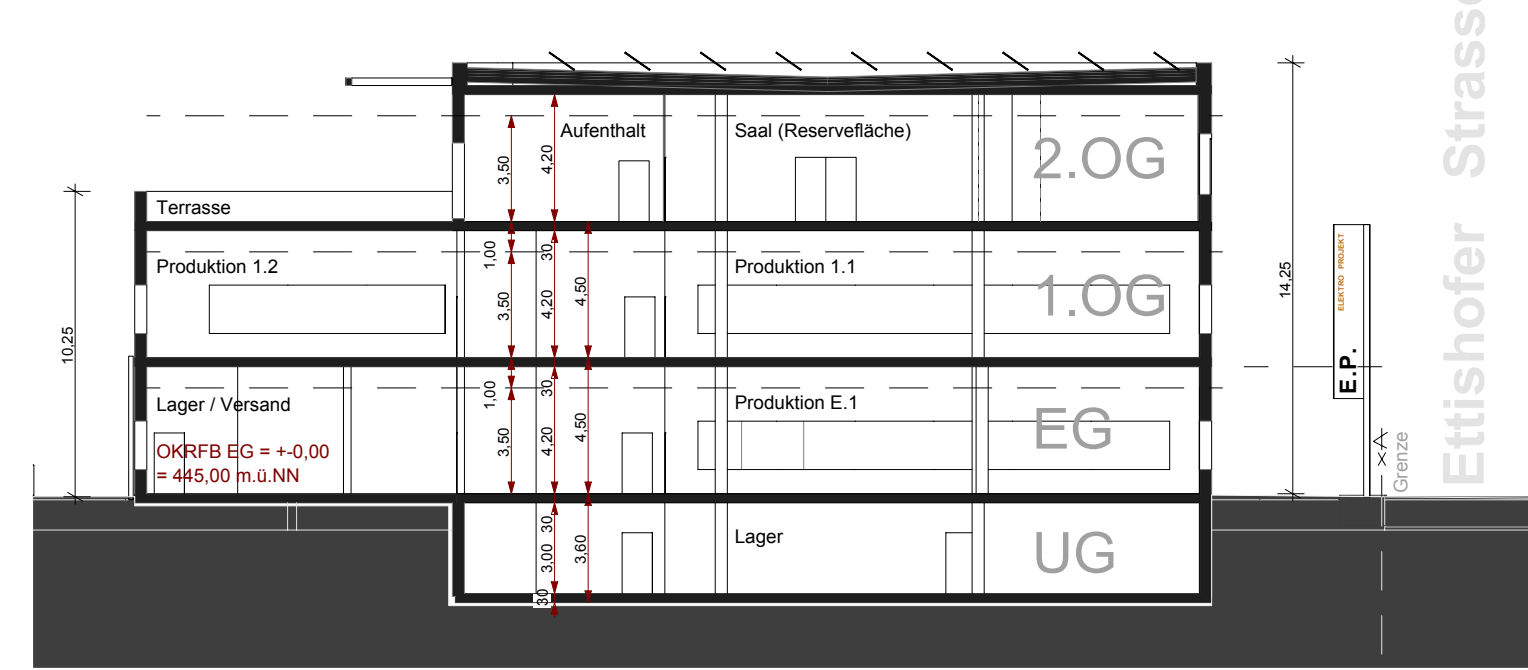 Aufenthalt
Saal (Reservefläche)
2.OG
3,50
4,20
Terrasse
10,25
14,25
Produktion 1.2
Produktion 1.1
1.OG
1,00
30
3,50
4,20
4,50
Lager / Versand
Produktion E.1
EG
1,00
30
3,50
4,20
4,50
OKRFB EG = +-0,00
= 445,00 m.ü.NN
Lager
UG
30
3,00
3,60
30
ELEKTRO PROJEKT
E.P.
Grenze
Ettishofer Strasse